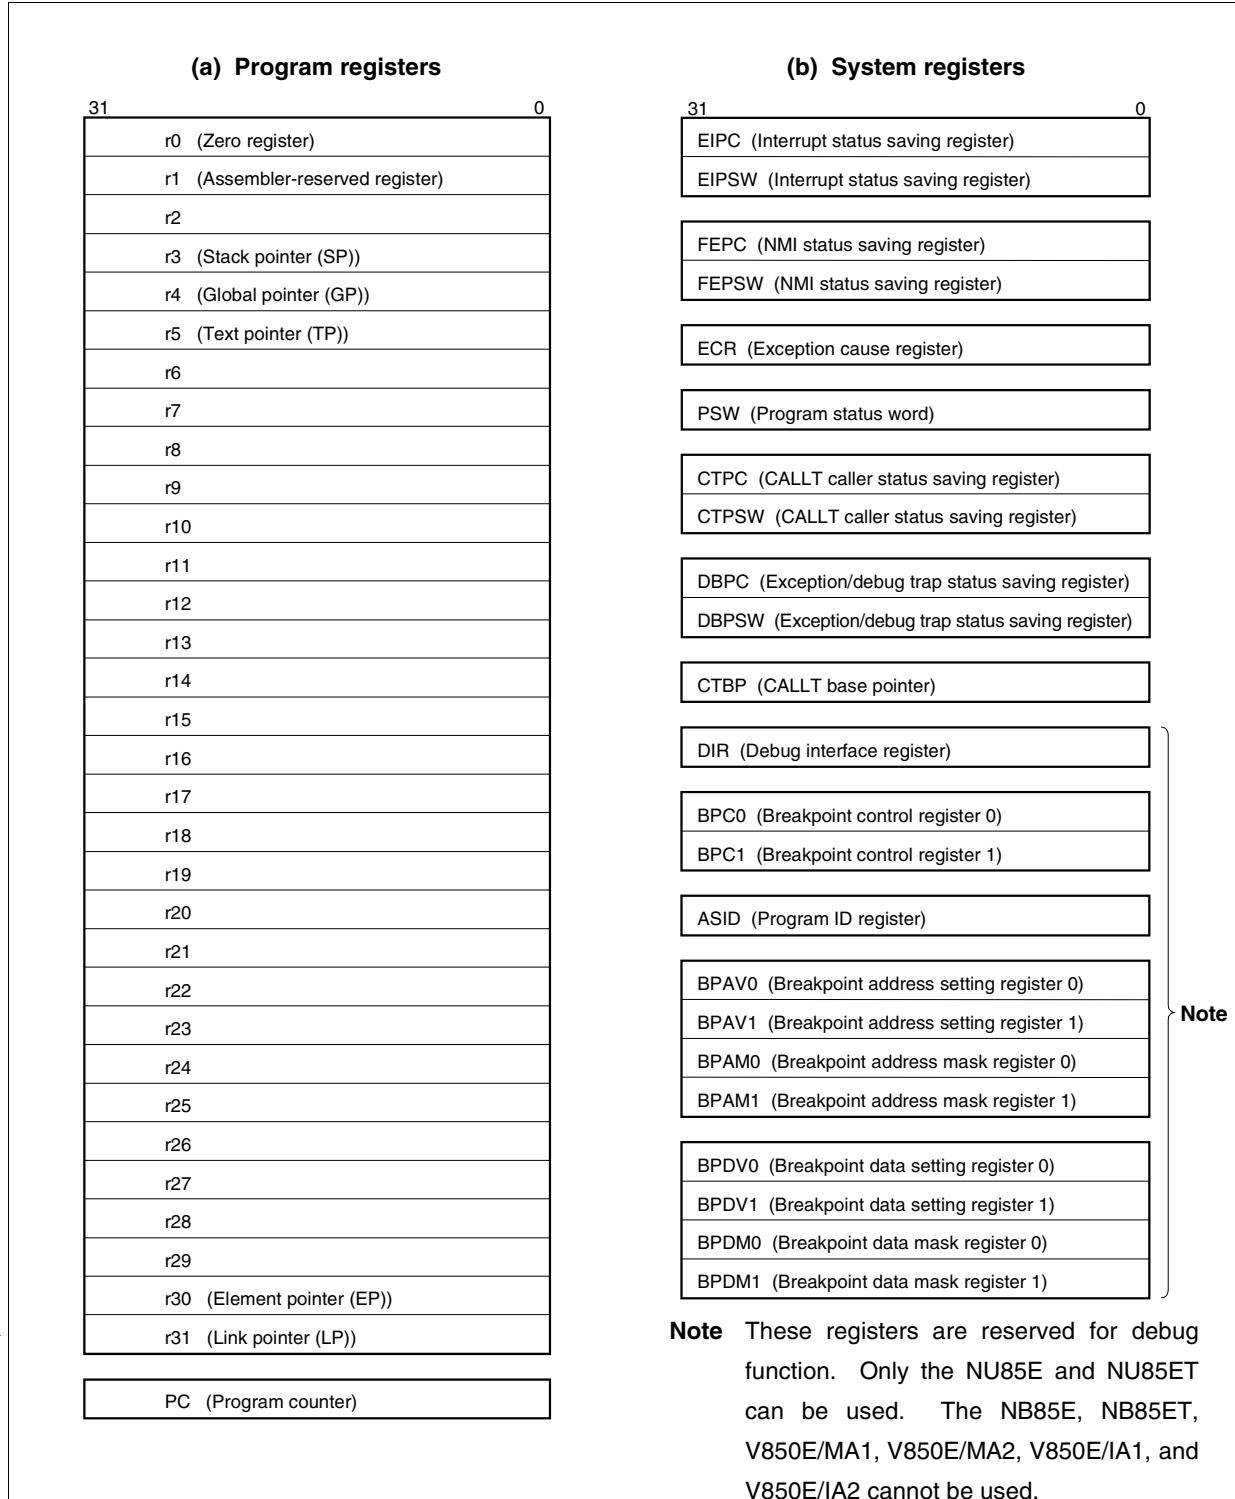 (a) Program registers
31 0
r0 (Zero register)
r1 (Assembler-reserved register)
r2
r3 (Stack pointer (SP))
r4 (Global pointer (GP))
r5 (Text pointer (TP))
r6
r7
r8
r9
r10
r11
r12
r13
r14
r15
r16
r17
r18
r19
r20
r21
r22
r23
r24
r25
r26
r27
r28
r29
r30 (Element pointer (EP))
r31 (Link pointer (LP))
PC (Program counter)
(b) System registers
31 0
EIPC (Interrupt status saving register)
EIPSW (Interrupt status saving register)
FEPC (NMI status saving register)
FEPSW (NMI status saving register)
ECR (Exception cause register)
PSW (Program status word)
CTPC (CALLT caller status saving register)
CTPSW (CALLT caller status saving register)
DBPC (Exception/debug trap status saving register)
DBPSW (Exception/debug trap status saving register)
CTBP (CALLT base pointer)
DIR (Debug interface register)
BPC0 (Breakpoint control register 0)
BPC1 (Breakpoint control register 1)
ASID (Program ID register)
BPAV0 (Breakpoint address setting register 0)
BPAV1 (Breakpoint address setting register 1)
BPAM0 (Breakpoint address mask register 0)
BPAM1 (Breakpoint address mask register 1)
BPDV0 (Breakpoint data setting register 0)
BPDV1 (Breakpoint data setting register 1)
BPDM0 (Breakpoint data mask register 0)
BPDM1 (Breakpoint data mask register 1)
Note
Note These registers are reserved for debug
function. Only the NU85E and NU85ET
can be used. The NB85E, NB85ET,
V850E/MA1, V850E/MA2, V850E/IA1, and
V850E/IA2 cannot be used.